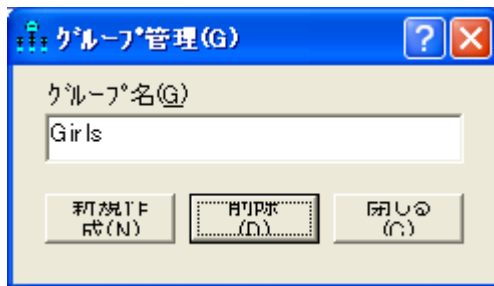 ｸﾞﾙｰﾌﾟ管理(G)
ｸﾞﾙｰﾌﾟ名(G)
Girls
新規作
成(N)
削除
(D)
閉じる
(C)